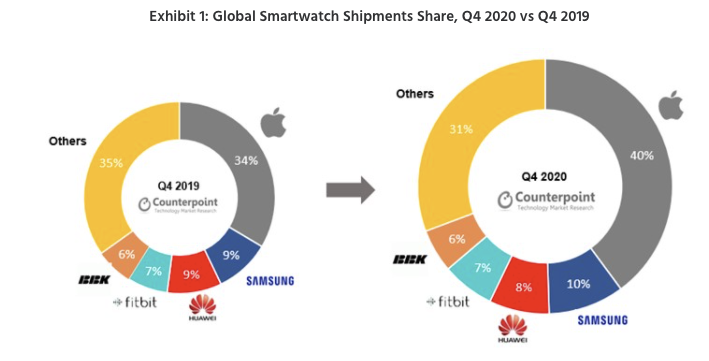 Exhibit 1: Global Smartwatch Shipments Share, Q4 2020 vs Q4 2019
Others
35%
34%
Q4 2019
Counterpoint
Technology Market Research
6%
7%
9%
9%
BBK
fitbit
HUAWEI
SAMSUNG
Others
31%
40%
Q4 2020
Counterpoint
Technology Market Research
6%
7%
8%
10%
BBK
fitbit
HUAWEI
SAMSUNG